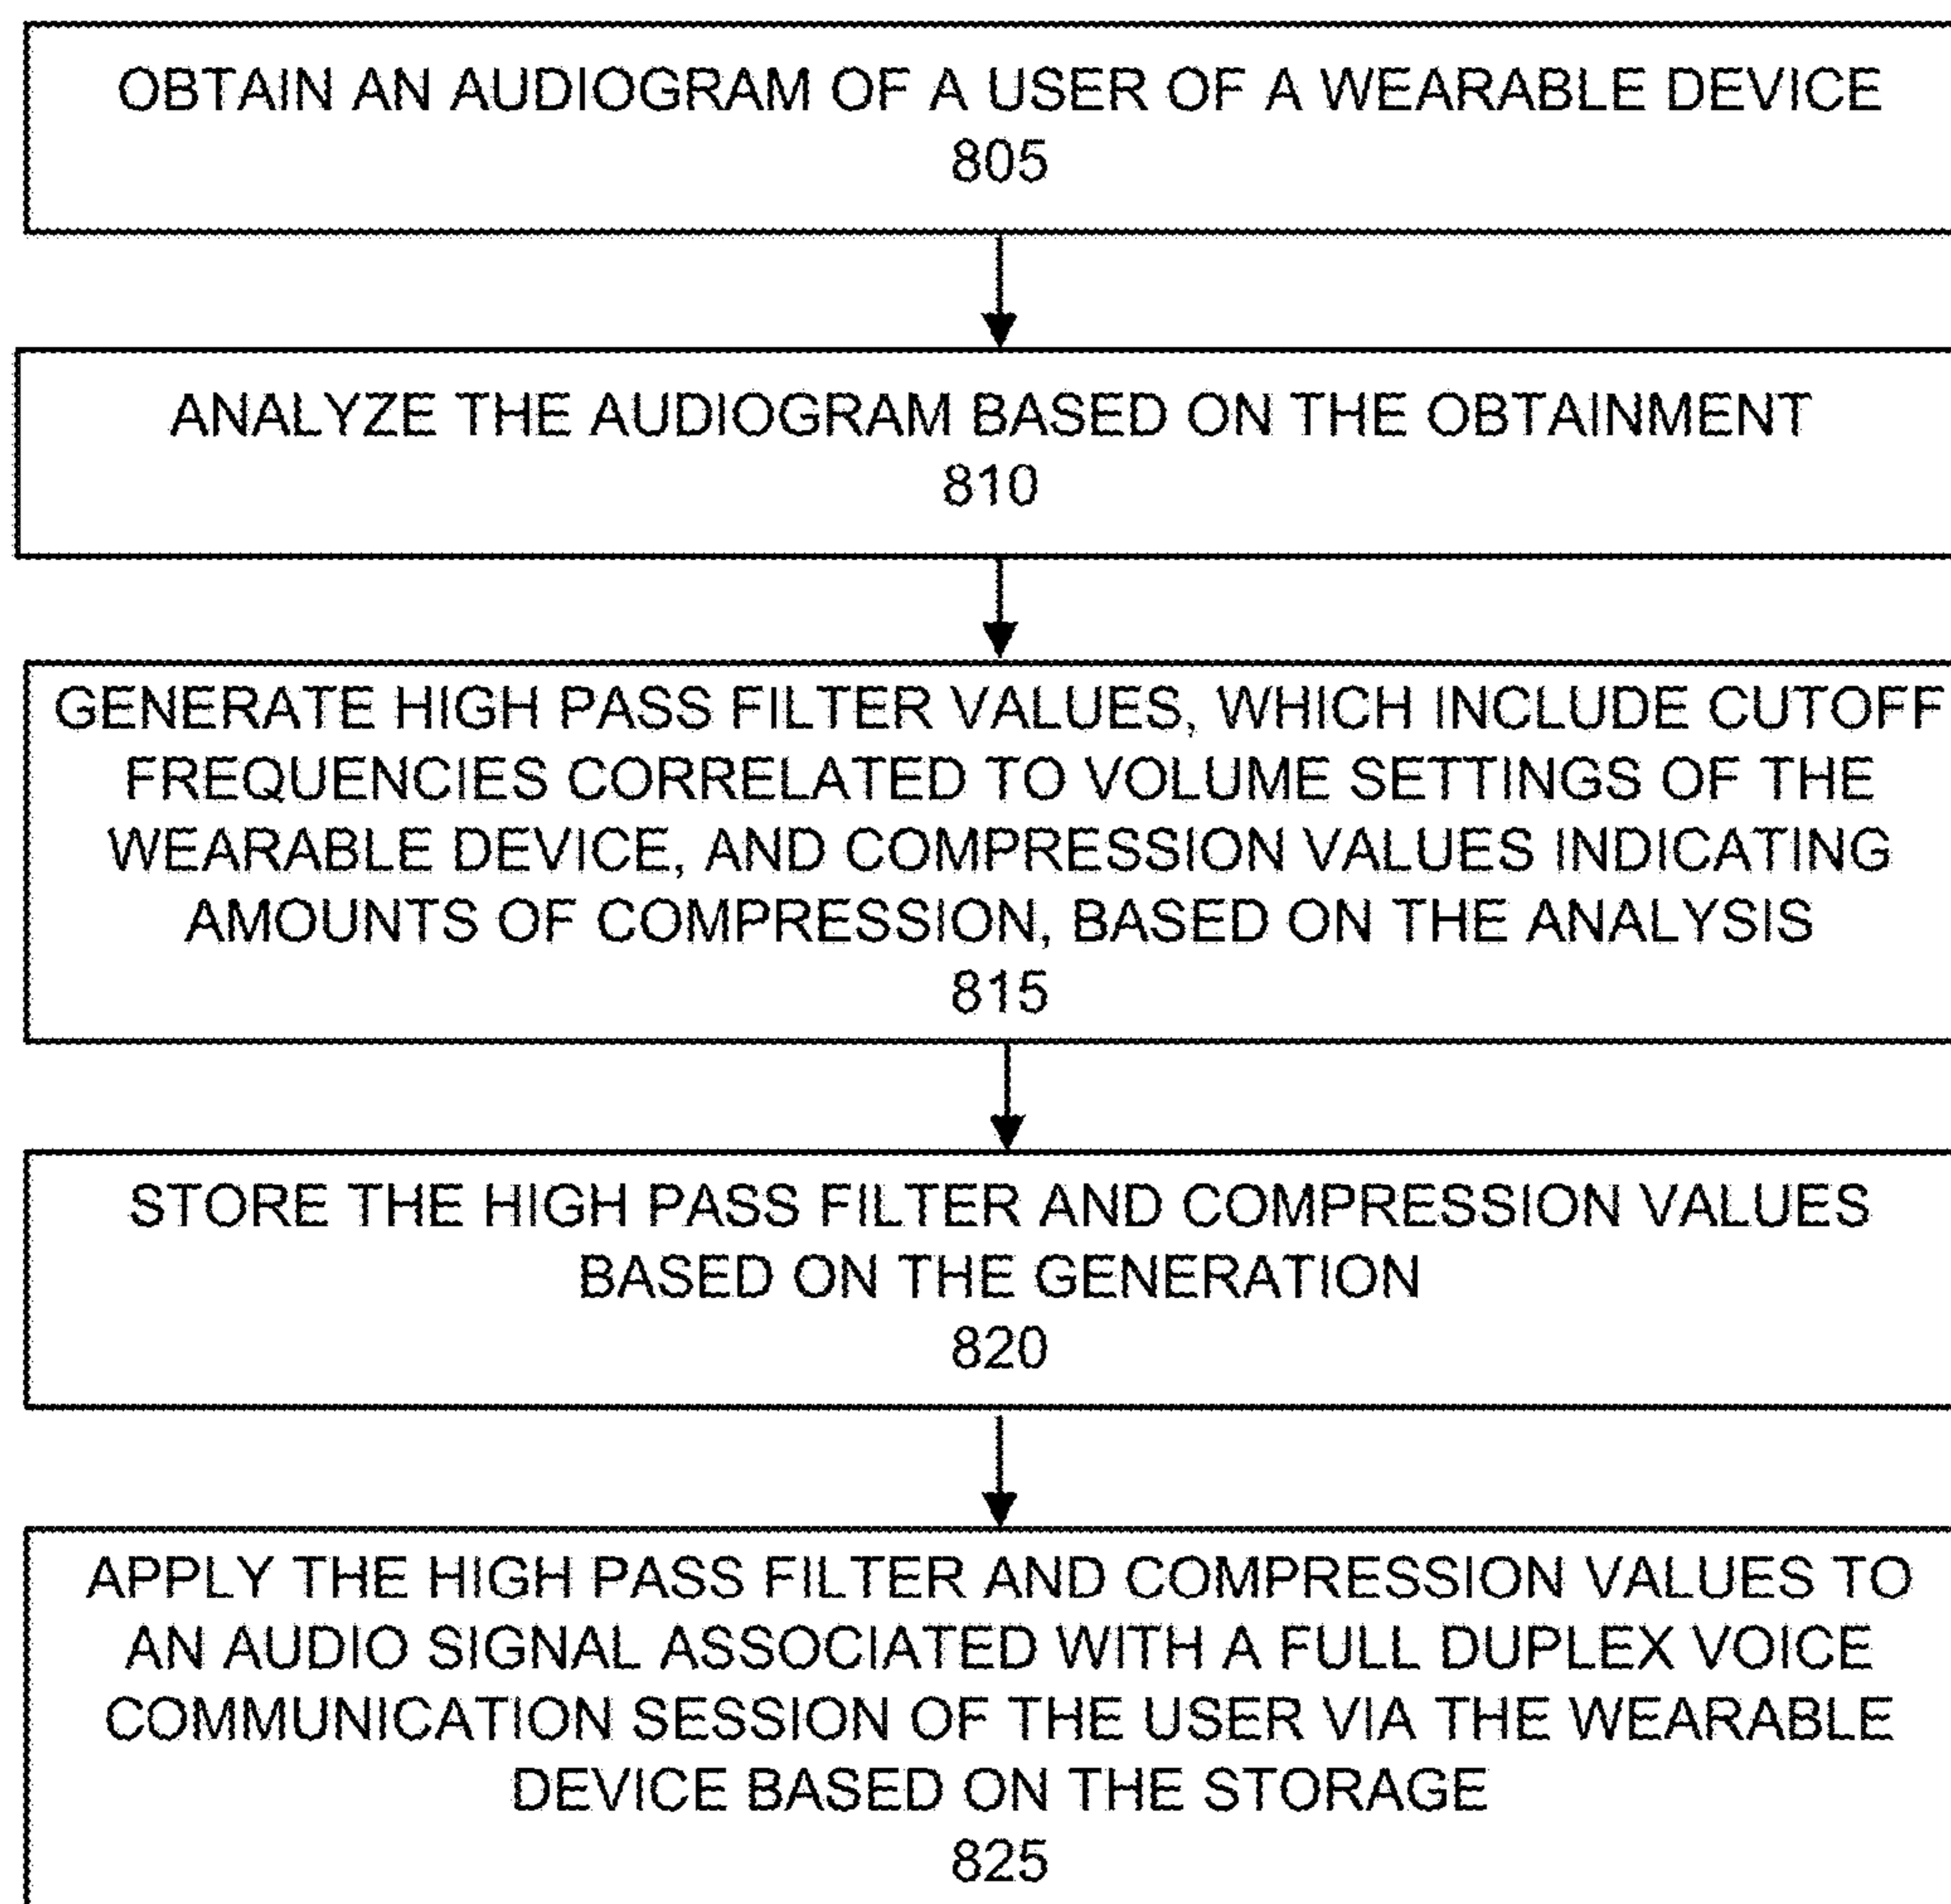 OBTAIN AN AUDIOGRAM OF A USER OF A WEARABLE DEVICE
805
ANALYZE THE AUDIOGRAM BASED ON THE OBTAINMENT
810
GENERATE HIGH PASS FILTER VALUES, WHICH INCLUDE CUTOFF
FREQUENCIES CORRELATED TO VOLUME SETTINGS OF THE
WEARABLE DEVICE, AND COMPRESSION VALUES INDICATING
AMOUNTS OF COMPRESSION, BASED ON THE ANALYSIS
815
STORE THE HIGH PASS FILTER AND COMPRESSION VALUES
BASED ON THE GENERATION
820
APPLY THE HIGH PASS FILTER AND COMPRESSION VALUES TO
AN AUDIO SIGNAL ASSOCIATED WITH A FULL DUPLEX VOICE
COMMUNICATION SESSION OF THE USER VIA THE WEARABLE
DEVICE BASED ON THE STORAGE
825